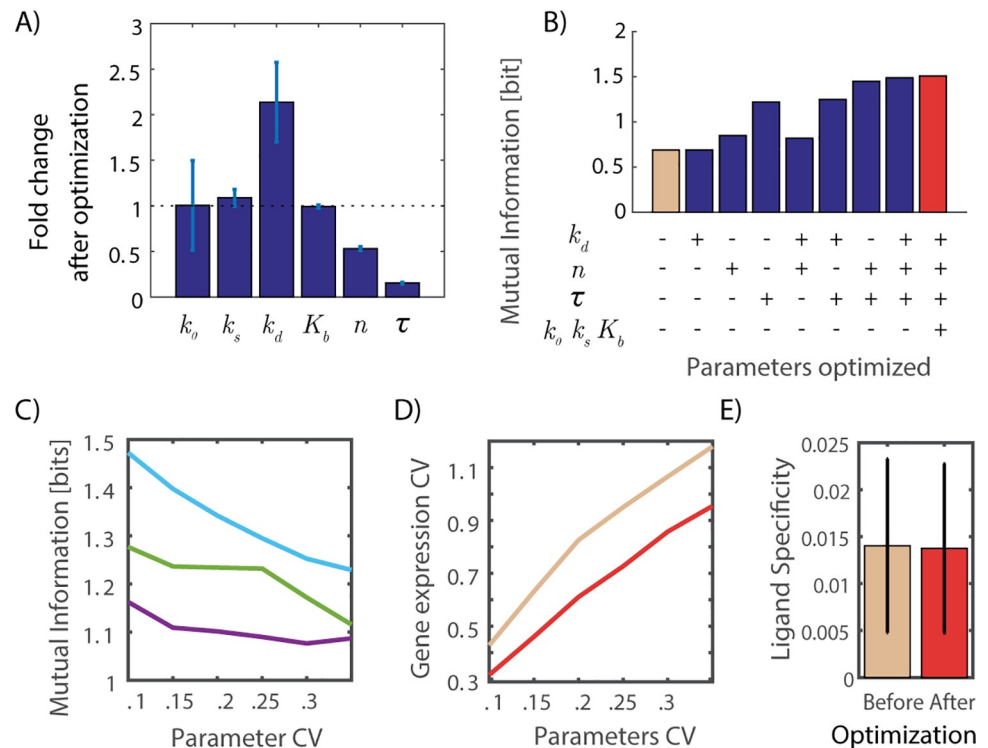 A)
Fold change
after optimization
3
2.5
2
1.5
1
0.5
0
k₀ kₛ k_d K_b n τ
B)
Mutual Information [bit]
2
1.5
1
0.5
0
k_d - + - - + + - + +
n - - + - + - + + +
τ - - - + - + + + +
k₀ kₛ K_b +
Parameters optimized
C)
Mutual Information [bits]
1.5
1.4
1.3
1.2
1.1
1
.1 .15 .2 .25 .3
Parameter CV
D)
Gene expression CV
1.1
0.9
0.7
0.5
0.3
.1 .15 .2 .25 .3
Parameters CV
E)
Ligand Specificity
0.025
0.02
0.015
0.01
0.005
0
Before After
Optimization